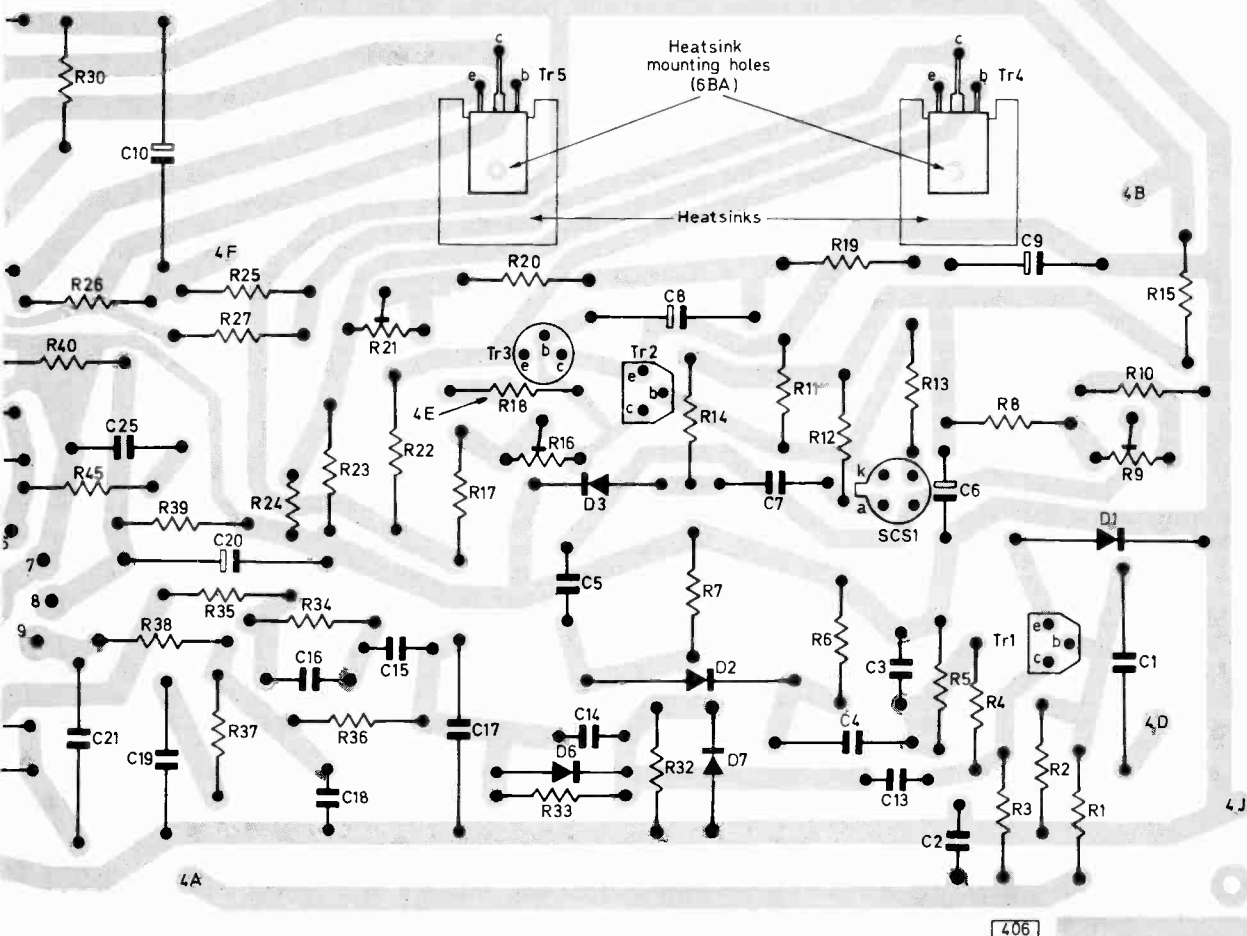 Heatsink
mounting holes
(6BA)
c
e
b
Tr5
c
e
b
Tr4
R30
C10
4B
Heatsinks
4F
R20
R19
C9
R26
R25
R15
C8
R27
R21
R40
Tr3
b
e
c
Tr2
e
b
c
R11
R13
R10
R18
4E
R14
R8
C25
R22
R16
R12
R9
R45
R23
R24
R17
D3
C7
k
a
SCS1
C6
R39
D1
C20
7
C5
R7
8
R35
R34
9
R38
R6
C3
Tr1
e
b
c
C1
C16
C15
D2
R5
R4
4D
C21
C19
R37
R36
C17
C14
C4
D6
R32
D7
R2
C18
R33
C13
R3
R1
4J
C2
4A
406